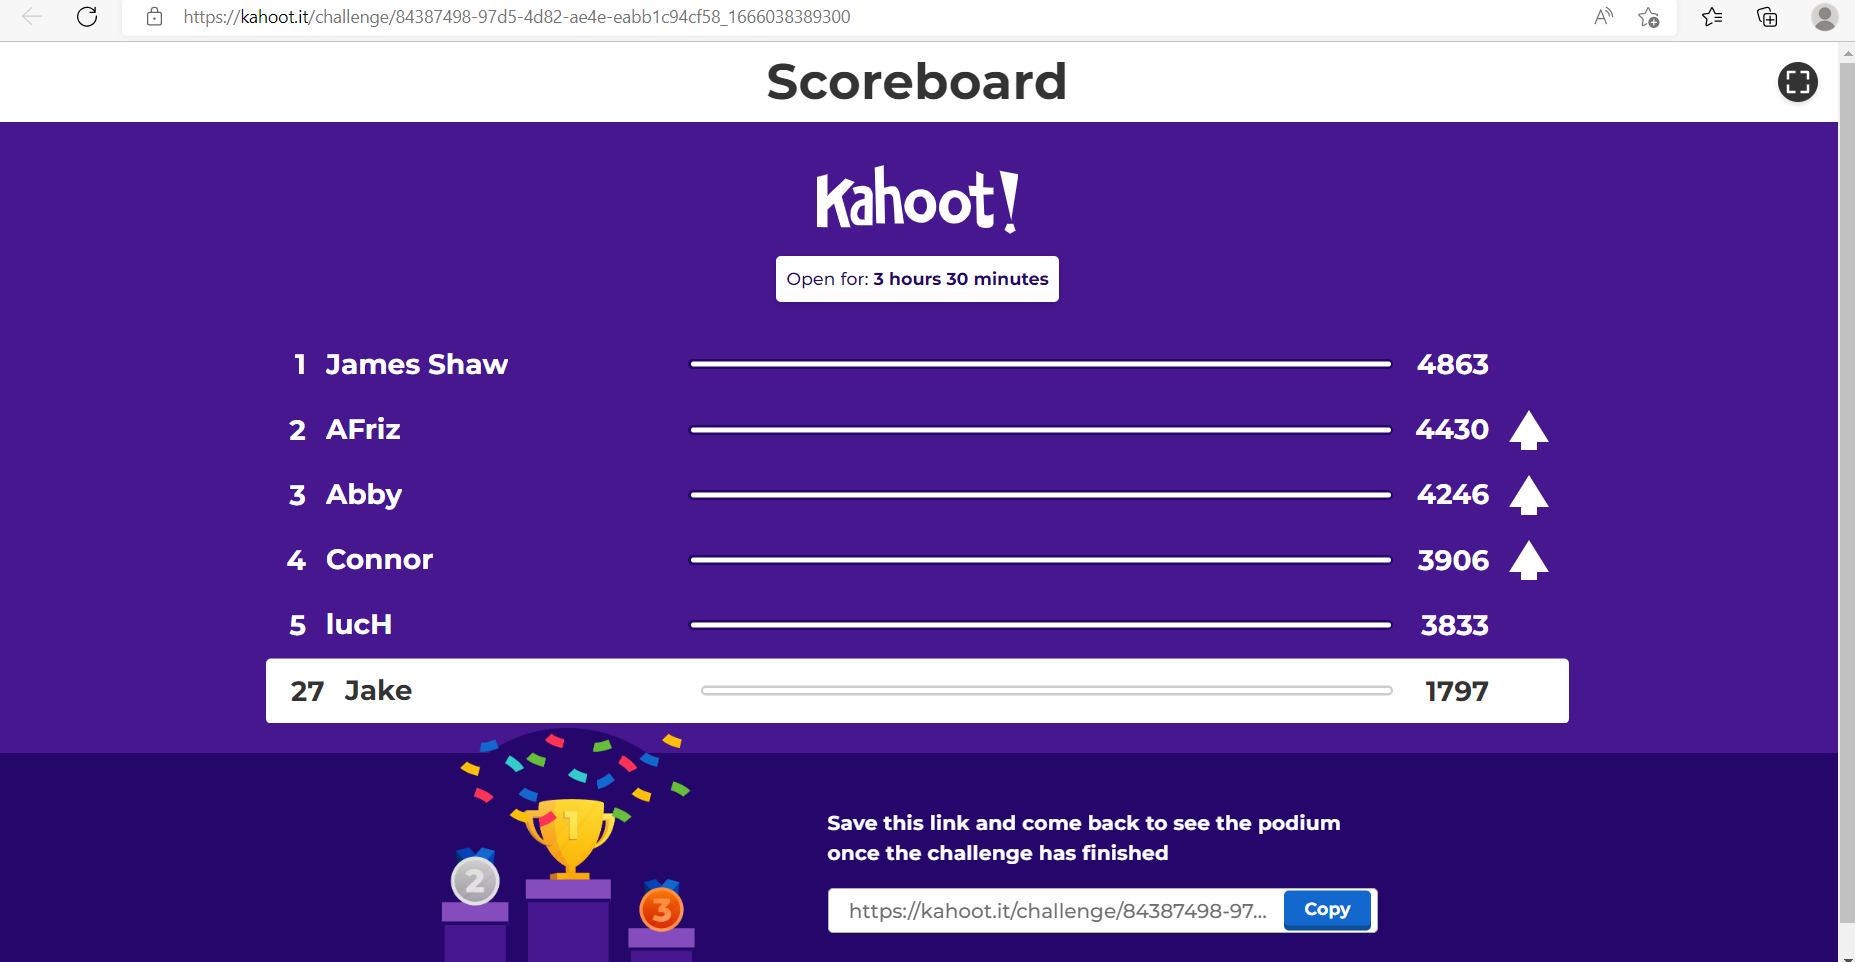 https://kahoot.it/challenge/84387498-97d5-4d82-ae4e-eabb1c94cf58_1666038389300
Scoreboard
Kahoot!
Open for: 3 hours 30 minutes
1 James Shaw 4863
2 AFriz 4430
3 Abby 4246
4 Connor 3906
5 lucH 3833
27 Jake 1797
1
2
3
Save this link and come back to see the podium
once the challenge has finished
https://kahoot.it/challenge/84387498-97... Copy